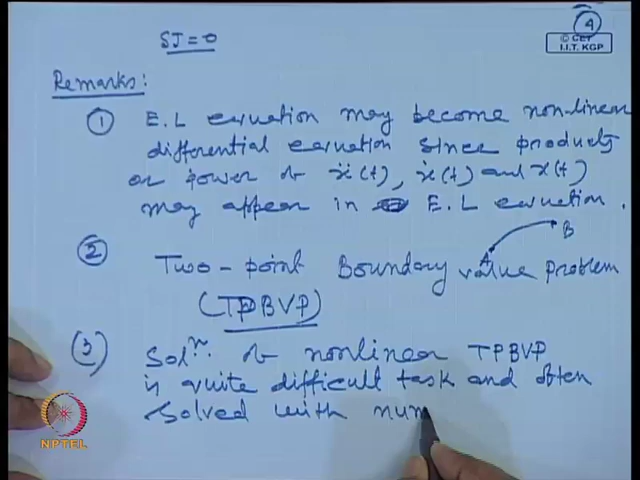 4
© CET
I.I.T. KGP
δJ = 0
Remarks:
① E.L equation may become non-linear
differential equation since products
or power of ẍ(t), ẋ(t) and x(t)
may appear in E.L equation.
② Two-point Boundary value problem
A B
(TPBVP)
(3) Solⁿ. of nonlinear TPBVP
is quite difficult task and often
solved with num
NPTEL